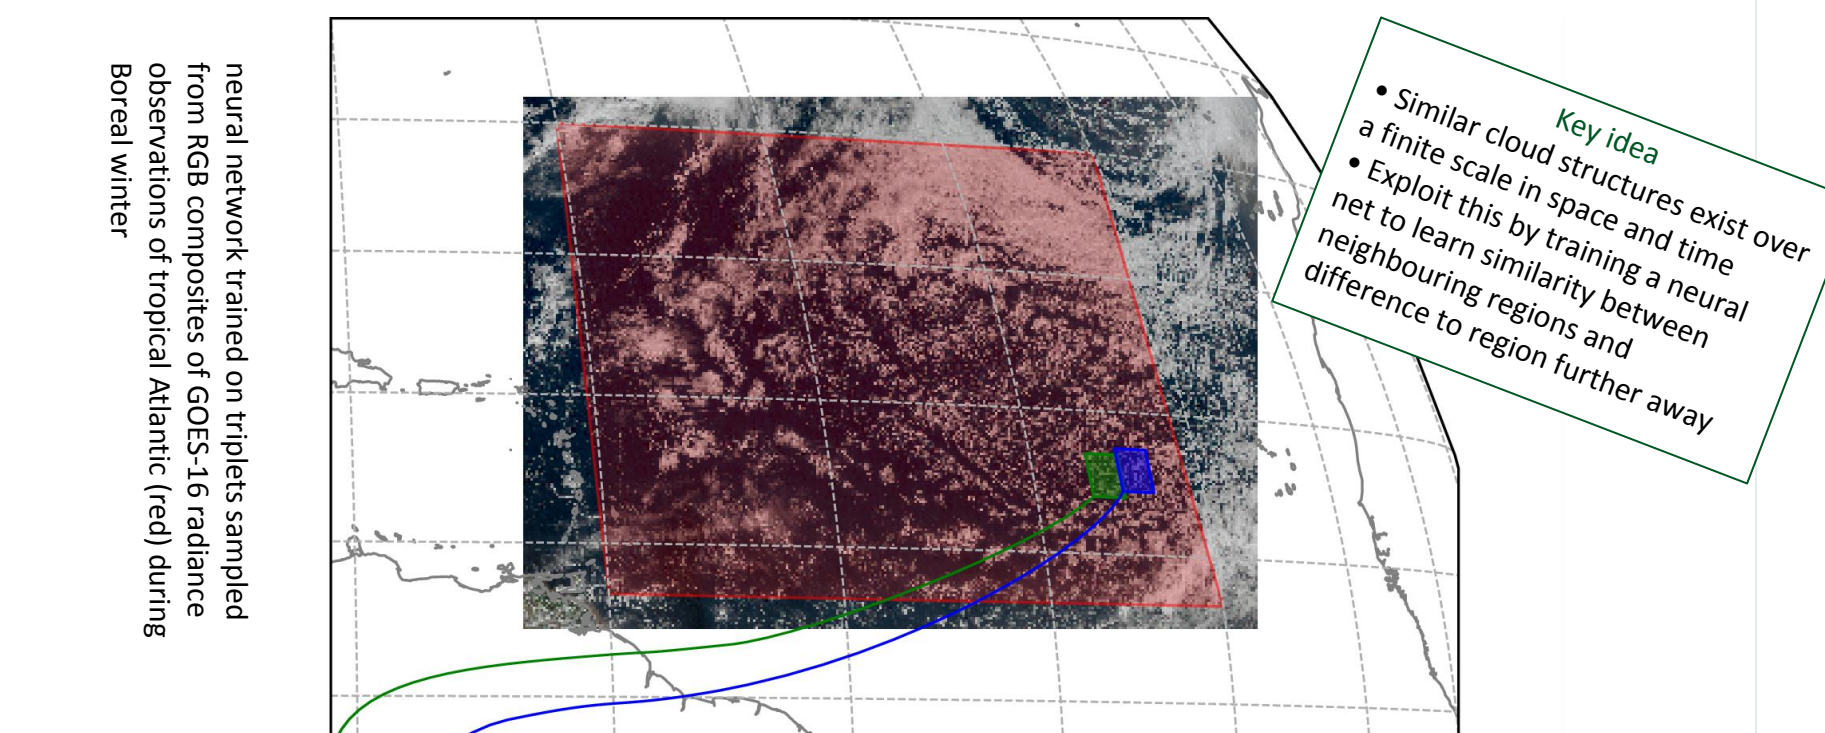 neural network trained on triplets sampled
from RGB composites of GOES-16 radiance
observations of tropical Atlantic (red) during
Boreal winter
Key idea
• Similar cloud structures exist over
a finite scale in space and time
• Exploit this by training a neural
net to learn similarity between
neighbouring regions and
difference to region further away